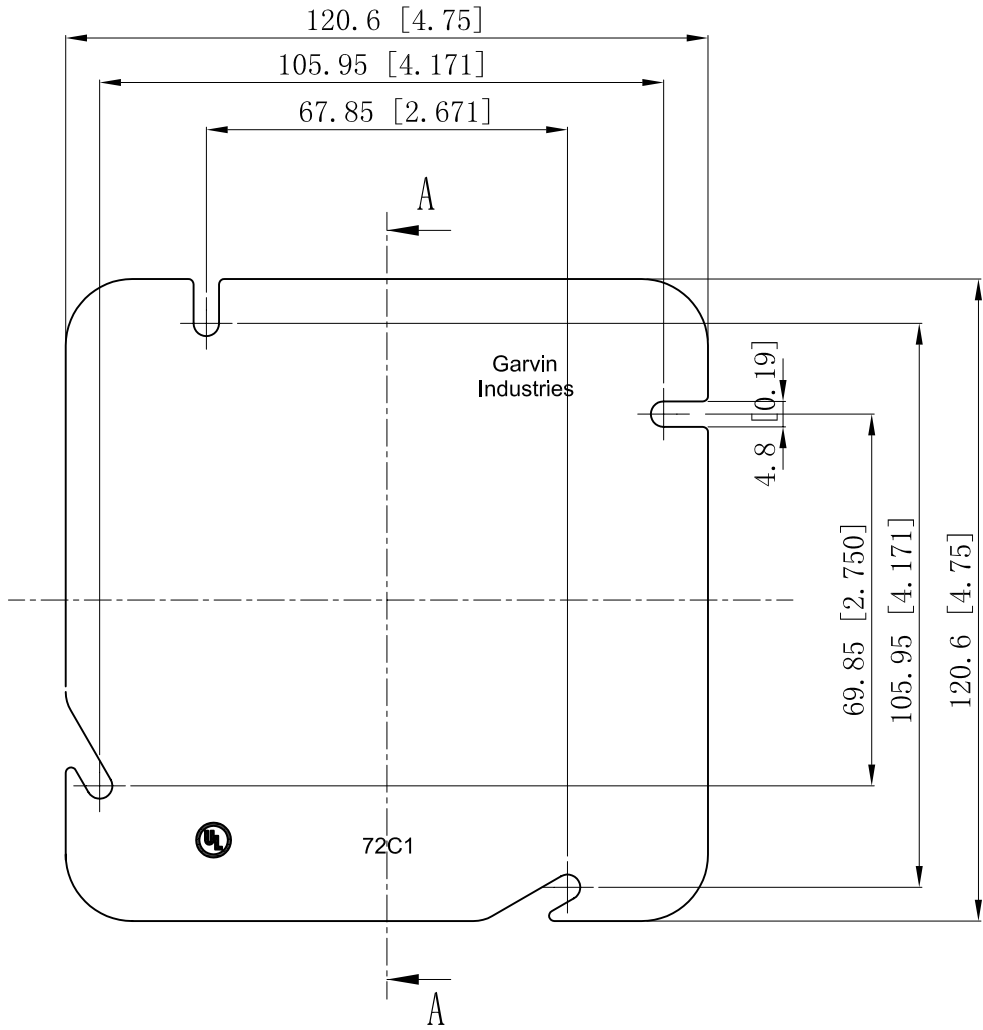 120.6 [4.75]
105.95 [4.171]
67.85 [2.671]
A
Garvin
Industries
4.8 [0.19]
69.85 [2.750]
105.95 [4.171]
120.6 [4.75]
UL
72C1
A